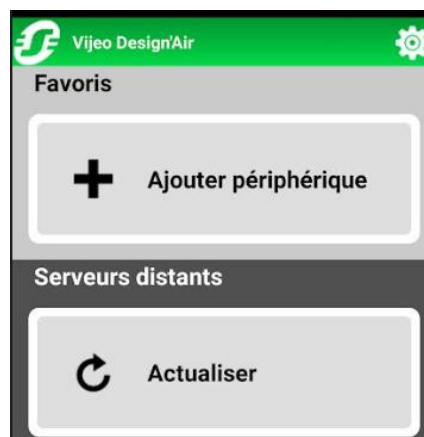 Vijeo Design'Air
Favoris
Ajouter périphérique
Serveurs distants
Actualiser